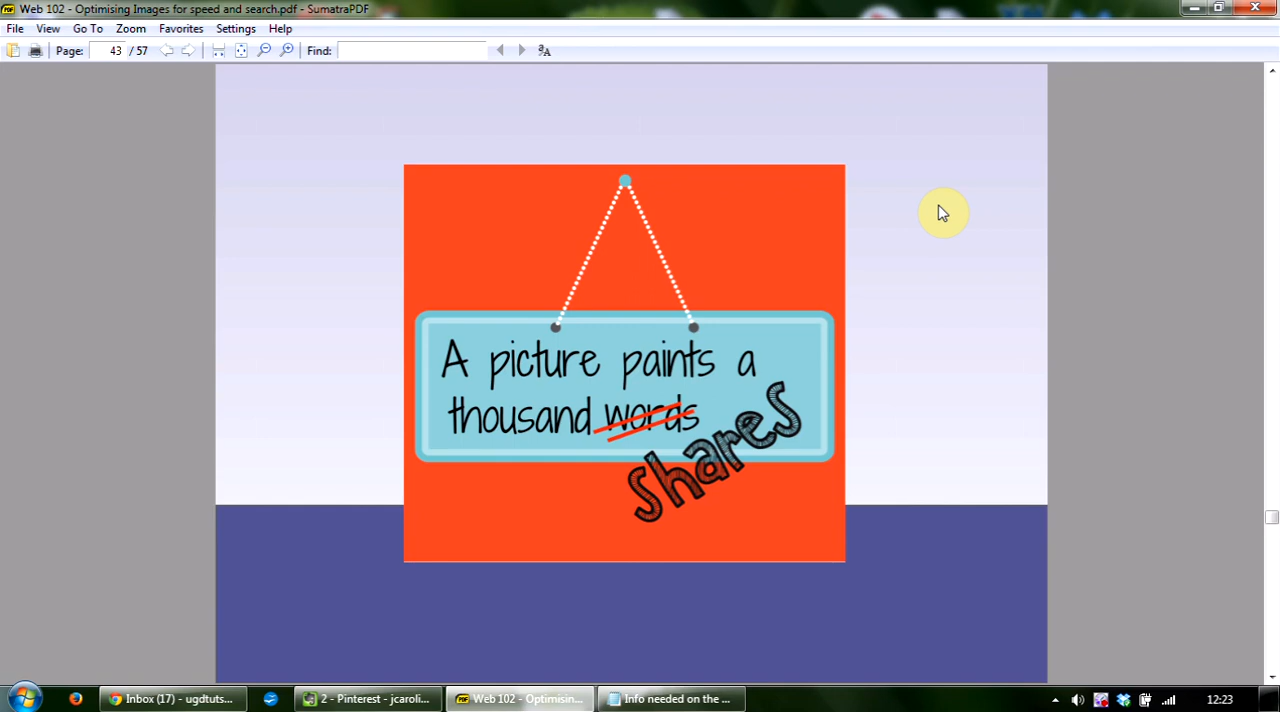 Web 102 - Optimising Images for speed and search.pdf - SumatraPDF
File View Go To Zoom Favorites Settings Help
Page: 43 / 57 Find:
A picture paints a
thousand words
shares
Inbox (17) - ugdtuts... 2 - Pinterest - jcaroli... Web 102 - Optimisin... Info needed on the ... 12:23